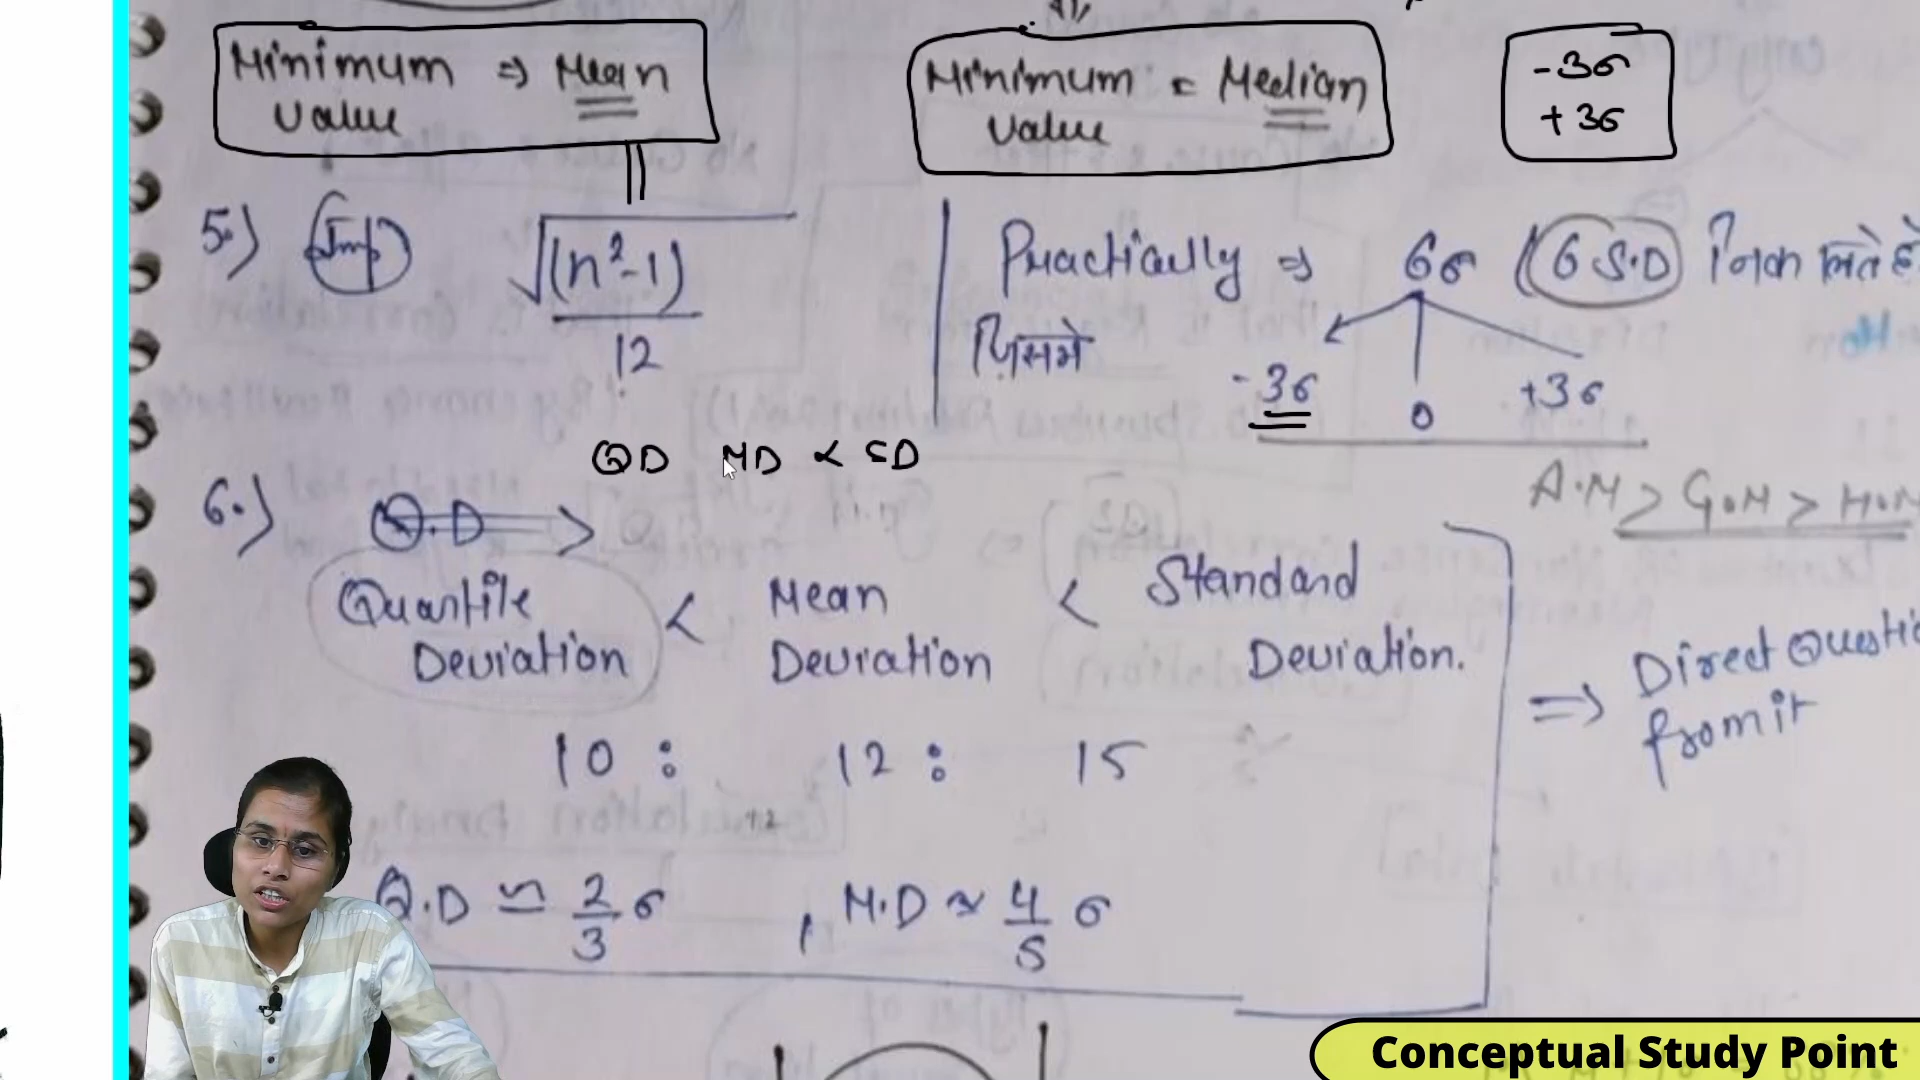 Minimum ⇒ Mean
Value
Minimum = Median
Value
-3σ
+3σ
5.) Imp √(n²-1)
12
Practically ⇒ 6σ (6 S.D)
जिसमे
-3σ 0 +3σ
QD MD < SD
A.M > G.M > H.M
6.) Q.D
Quartile < Mean < Standard
Deviation Deviation Deviation.
10 : 12 : 15
⇒ Direct Questio
from it
Q.D ≃ 2/3 σ , M.D ≈ 4/5 σ
Conceptual Study Point